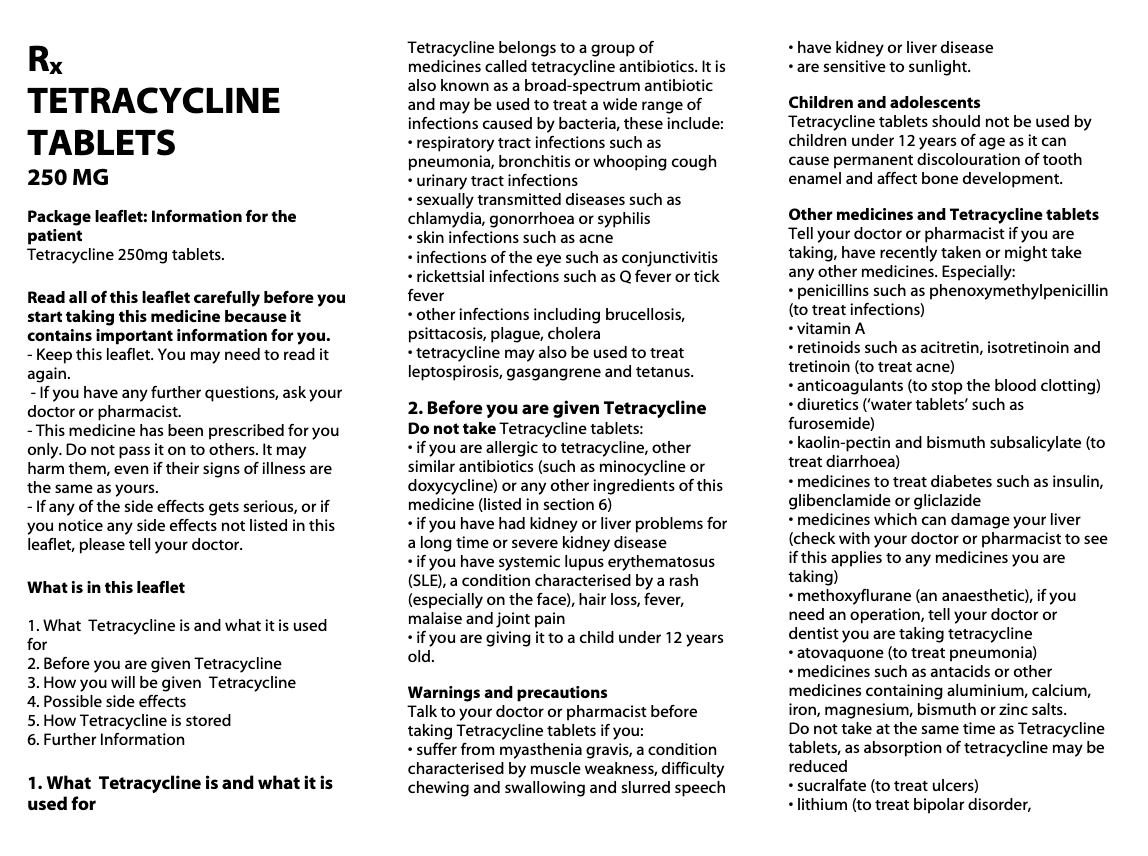 Rx
TETRACYCLINE
TABLETS
250 MG
Package leaflet: Information for the
patient
Tetracycline 250mg tablets.
Read all of this leaflet carefully before you
start taking this medicine because it
contains important information for you.
- Keep this leaflet. You may need to read it
again.
- If you have any further questions, ask your
doctor or pharmacist.
- This medicine has been prescribed for you
only. Do not pass it on to others. It may
harm them, even if their signs of illness are
the same as yours.
- If any of the side effects gets serious, or if
you notice any side effects not listed in this
leaflet, please tell your doctor.
What is in this leaflet
1. What  Tetracycline is and what it is used
for
2. Before you are given Tetracycline
3. How you will be given  Tetracycline
4. Possible side effects
5. How Tetracycline is stored
6. Further Information
1. What  Tetracycline is and what it is
used for
Tetracycline belongs to a group of
medicines called tetracycline antibiotics. It is
also known as a broad-spectrum antibiotic
and may be used to treat a wide range of
infections caused by bacteria, these include:
• respiratory tract infections such as
pneumonia, bronchitis or whooping cough
• urinary tract infections
• sexually transmitted diseases such as
chlamydia, gonorrhoea or syphilis
• skin infections such as acne
• infections of the eye such as conjunctivitis
• rickettsial infections such as Q fever or tick
fever
• other infections including brucellosis,
psittacosis, plague, cholera
• tetracycline may also be used to treat
leptospirosis, gasgangrene and tetanus.
2. Before you are given Tetracycline
Do not take Tetracycline tablets:
• if you are allergic to tetracycline, other
similar antibiotics (such as minocycline or
doxycycline) or any other ingredients of this
medicine (listed in section 6)
• if you have had kidney or liver problems for
a long time or severe kidney disease
• if you have systemic lupus erythematosus
(SLE), a condition characterised by a rash
(especially on the face), hair loss, fever,
malaise and joint pain
• if you are giving it to a child under 12 years
old.
Warnings and precautions
Talk to your doctor or pharmacist before
taking Tetracycline tablets if you:
• suffer from myasthenia gravis, a condition
characterised by muscle weakness, difficulty
chewing and swallowing and slurred speech
• have kidney or liver disease
• are sensitive to sunlight.
Children and adolescents
Tetracycline tablets should not be used by
children under 12 years of age as it can
cause permanent discolouration of tooth
enamel and affect bone development.
Other medicines and Tetracycline tablets
Tell your doctor or pharmacist if you are
taking, have recently taken or might take
any other medicines. Especially:
• penicillins such as phenoxymethylpenicillin
(to treat infections)
• vitamin A
• retinoids such as acitretin, isotretinoin and
tretinoin (to treat acne)
• anticoagulants (to stop the blood clotting)
• diuretics (‘water tablets’ such as
furosemide)
• kaolin-pectin and bismuth subsalicylate (to
treat diarrhoea)
• medicines to treat diabetes such as insulin,
glibenclamide or gliclazide
• medicines which can damage your liver
(check with your doctor or pharmacist to see
if this applies to any medicines you are
taking)
• methoxyflurane (an anaesthetic), if you
need an operation, tell your doctor or
dentist you are taking tetracycline
• atovaquone (to treat pneumonia)
• medicines such as antacids or other
medicines containing aluminium, calcium,
iron, magnesium, bismuth or zinc salts.
Do not take at the same time as Tetracycline
tablets, as absorption of tetracycline may be
reduced
• sucralfate (to treat ulcers)
• lithium (to treat bipolar disorder,